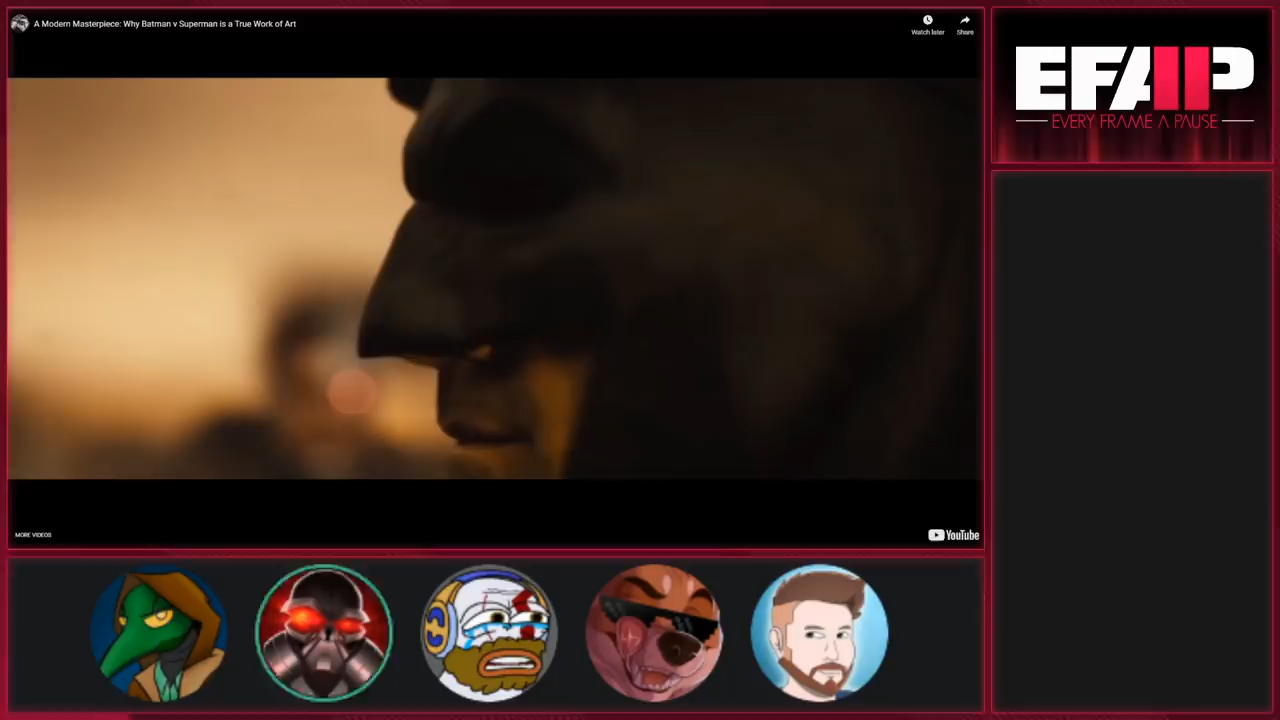 A Modern Masterpiece: Why Batman v Superman is a True Work of Art
Watch later
Share
EFAP
EVERY FRAME A PAUSE
MORE VIDEOS
YouTube